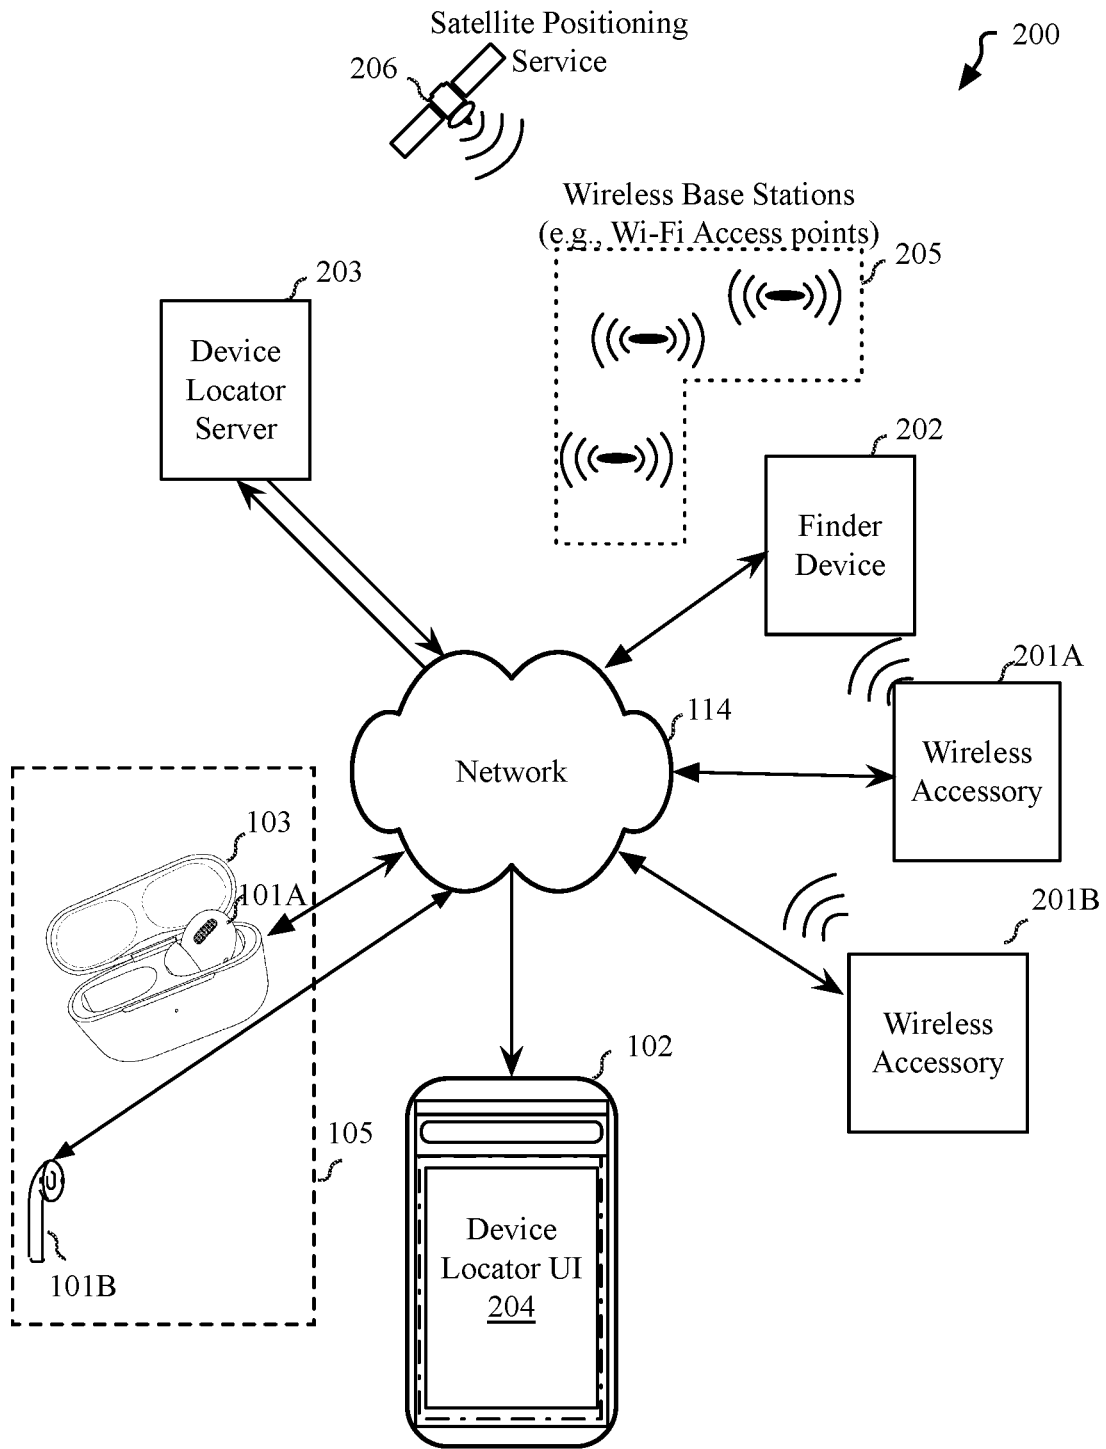 Satellite Positioning
Service
206
200
Wireless Base Stations
(e.g., Wi-Fi Access points)
205
203
Device
Locator
Server
202
Finder
Device
201A
Wireless
Accessory
114
Network
103
101A
201B
Wireless
Accessory
102
105
101B
Device
Locator UI
204